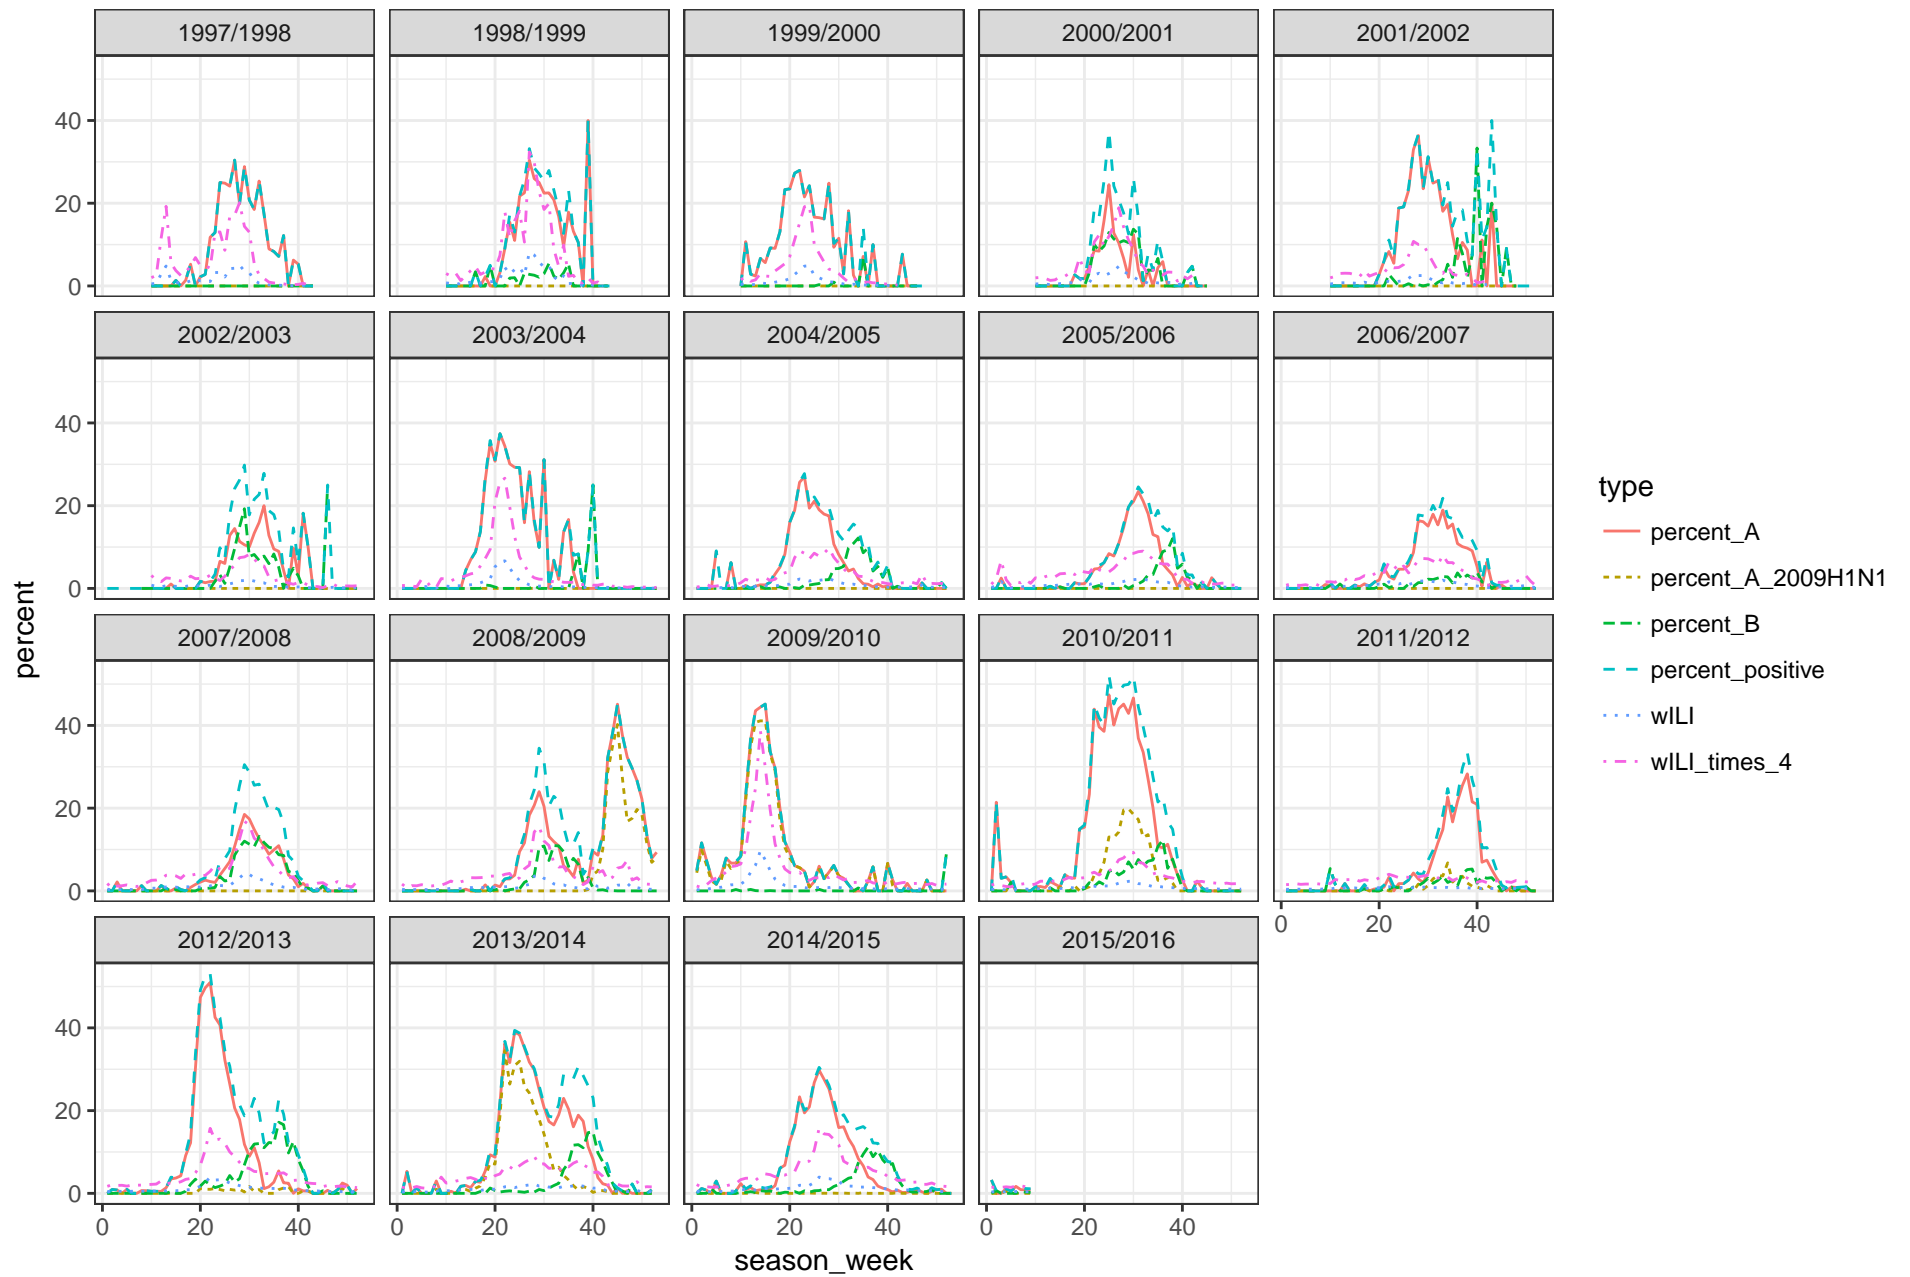 1997/1998
1998/1999
1999/2000
2000/2001
2001/2002
40
20
0
2002/2003
2003/2004
2004/2005
2005/2006
2006/2007
40
20
0
2007/2008
2008/2009
2009/2010
2010/2011
2011/2012
40
20
0
0 20 40
2012/2013
2013/2014
2014/2015
2015/2016
40
20
0
0 20 40
0 20 40
0 20 40
0 20 40
season_week
percent
type
percent_A
percent_A_2009H1N1
percent_B
percent_positive
wILI
wILI_times_4